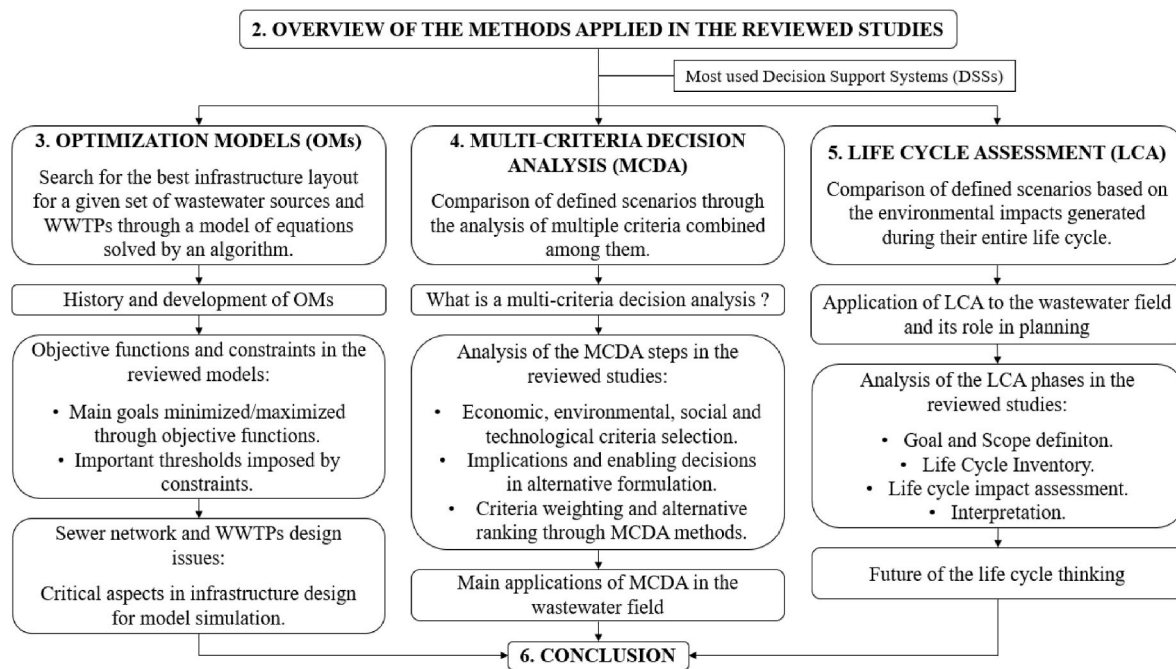 2. OVERVIEW OF THE METHODS APPLIED IN THE REVIEWED STUDIES
Most used Decision Support Systems (DSSs)
3. OPTIMIZATION MODELS (OMs)
Search for the best infrastructure layout
for a given set of wastewater sources and
WWTPs through a model of equations
solved by an algorithm.
History and development of OMs
Objective functions and constraints in the
reviewed models:
• Main goals minimized/maximized
through objective functions.
• Important thresholds imposed by
constraints.
Sewer network and WWTPs design
issues:
Critical aspects in infrastructure design
for model simulation.
4. MULTI-CRITERIA DECISION
ANALYSIS (MCDA)
Comparison of defined scenarios through
the analysis of multiple criteria combined
among them.
What is a multi-criteria decision analysis ?
Analysis of the MCDA steps in the
reviewed studies:
• Economic, environmental, social and
technological criteria selection.
• Implications and enabling decisions
in alternative formulation.
• Criteria weighting and alternative
ranking through MCDA methods.
Main applications of MCDA in the
wastewater field
5. LIFE CYCLE ASSESSMENT (LCA)
Comparison of defined scenarios based on
the environmental impacts generated
during their entire life cycle.
Application of LCA to the wastewater field
and its role in planning
Analysis of the LCA phases in the
reviewed studies:
• Goal and Scope definiton.
• Life Cycle Inventory.
• Life cycle impact assessment.
• Interpretation.
Future of the life cycle thinking
6. CONCLUSION